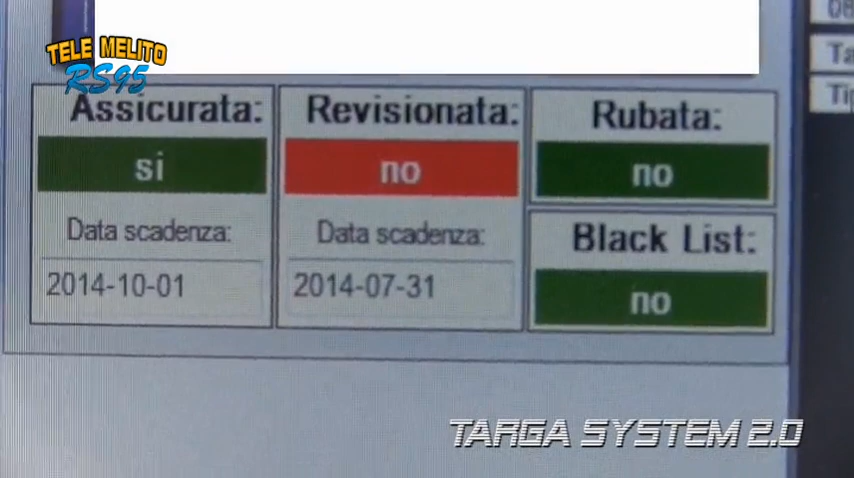 TELE MELITO
RS95
Assicurata:
si
Data scadenza:
2014-10-01
Revisionata:
no
Data scadenza:
2014-07-31
Rubata:
no
Black List:
no
Ta
TARGA SYSTEM 2.0